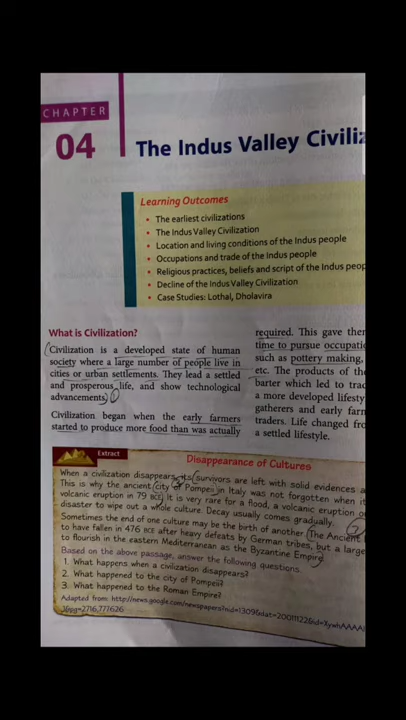 CHAPTER
04
The Indus Valley Civiliz
Learning Outcomes
• The earliest civilizations
• The Indus Valley Civilization
• Location and living conditions of the Indus people
• Occupations and trade of the Indus people
• Religious practices, beliefs and script of the Indus peop
• Decline of the Indus Valley Civilization
• Case Studies: Lothal, Dholavira
What is Civilization?
Civilization is a developed state of human
society where a large number of people live in
cities or urban settlements. They lead a settled
and prosperous life, and show technological
advancements.
Civilization began when the early farmers
started to produce more food than was actually
required. This gave ther
time to pursue occupatio
such as pottery making,
etc. The products of the
barter which led to trad
a more developed lifesty
gatherers and early farn
traders. Life changed fro
a settled lifestyle.
Extract
Disappearance of Cultures
When a civilization disappears, its survivors are left with solid evidences a
This is why the ancient city of Pompeii in Italy was not forgotten when it
volcanic eruption in 79 BCE. It is very rare for a flood, a volcanic eruption o
disaster to wipe out a whole culture. Decay usually comes gradually.
Sometimes the end of one culture may be the birth of another. The Ancient
to have fallen in 476 BCE after heavy defeats by German tribes, but a large
to flourish in the eastern Mediterranean as the Byzantine Empire.
Based on the above passage, answer the following questions.
1. What happens when a civilization disappears?
2. What happened to the city of Pompeii?
3. What happened to the Roman Empire?
Adapted from: http://news.google.com/newspapers?nid=1309&dat=20011122&id=XywhAAAAI
J&pg=2716,777626